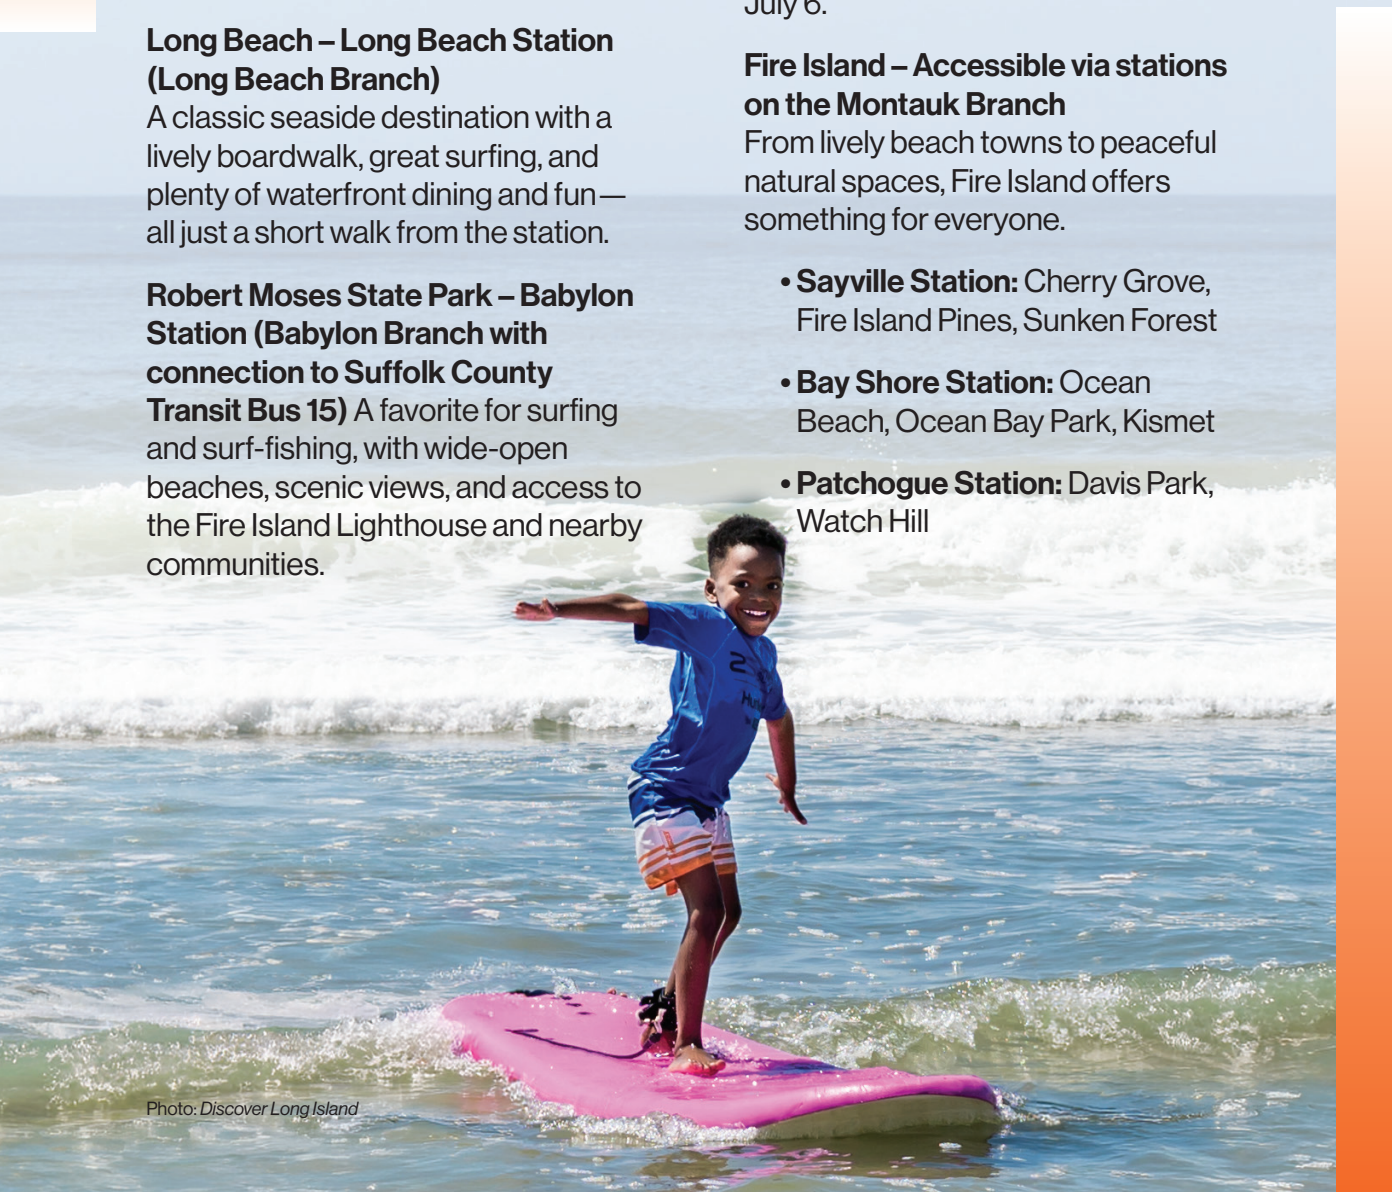 Long Beach – Long Beach Station
(Long Beach Branch)
A classic seaside destination with a
lively boardwalk, great surfing, and
plenty of waterfront dining and fun—
all just a short walk from the station.
Robert Moses State Park – Babylon
Station (Babylon Branch with
connection to Suffolk County
Transit Bus 15) A favorite for surfing
and surf-fishing, with wide-open
beaches, scenic views, and access to
the Fire Island Lighthouse and nearby
communities.
July 6.
Fire Island – Accessible via stations
on the Montauk Branch
From lively beach towns to peaceful
natural spaces, Fire Island offers
something for everyone.
• Sayville Station: Cherry Grove,
Fire Island Pines, Sunken Forest
• Bay Shore Station: Ocean
Beach, Ocean Bay Park, Kismet
• Patchogue Station: Davis Park,
Watch Hill
Photo: Discover Long Island